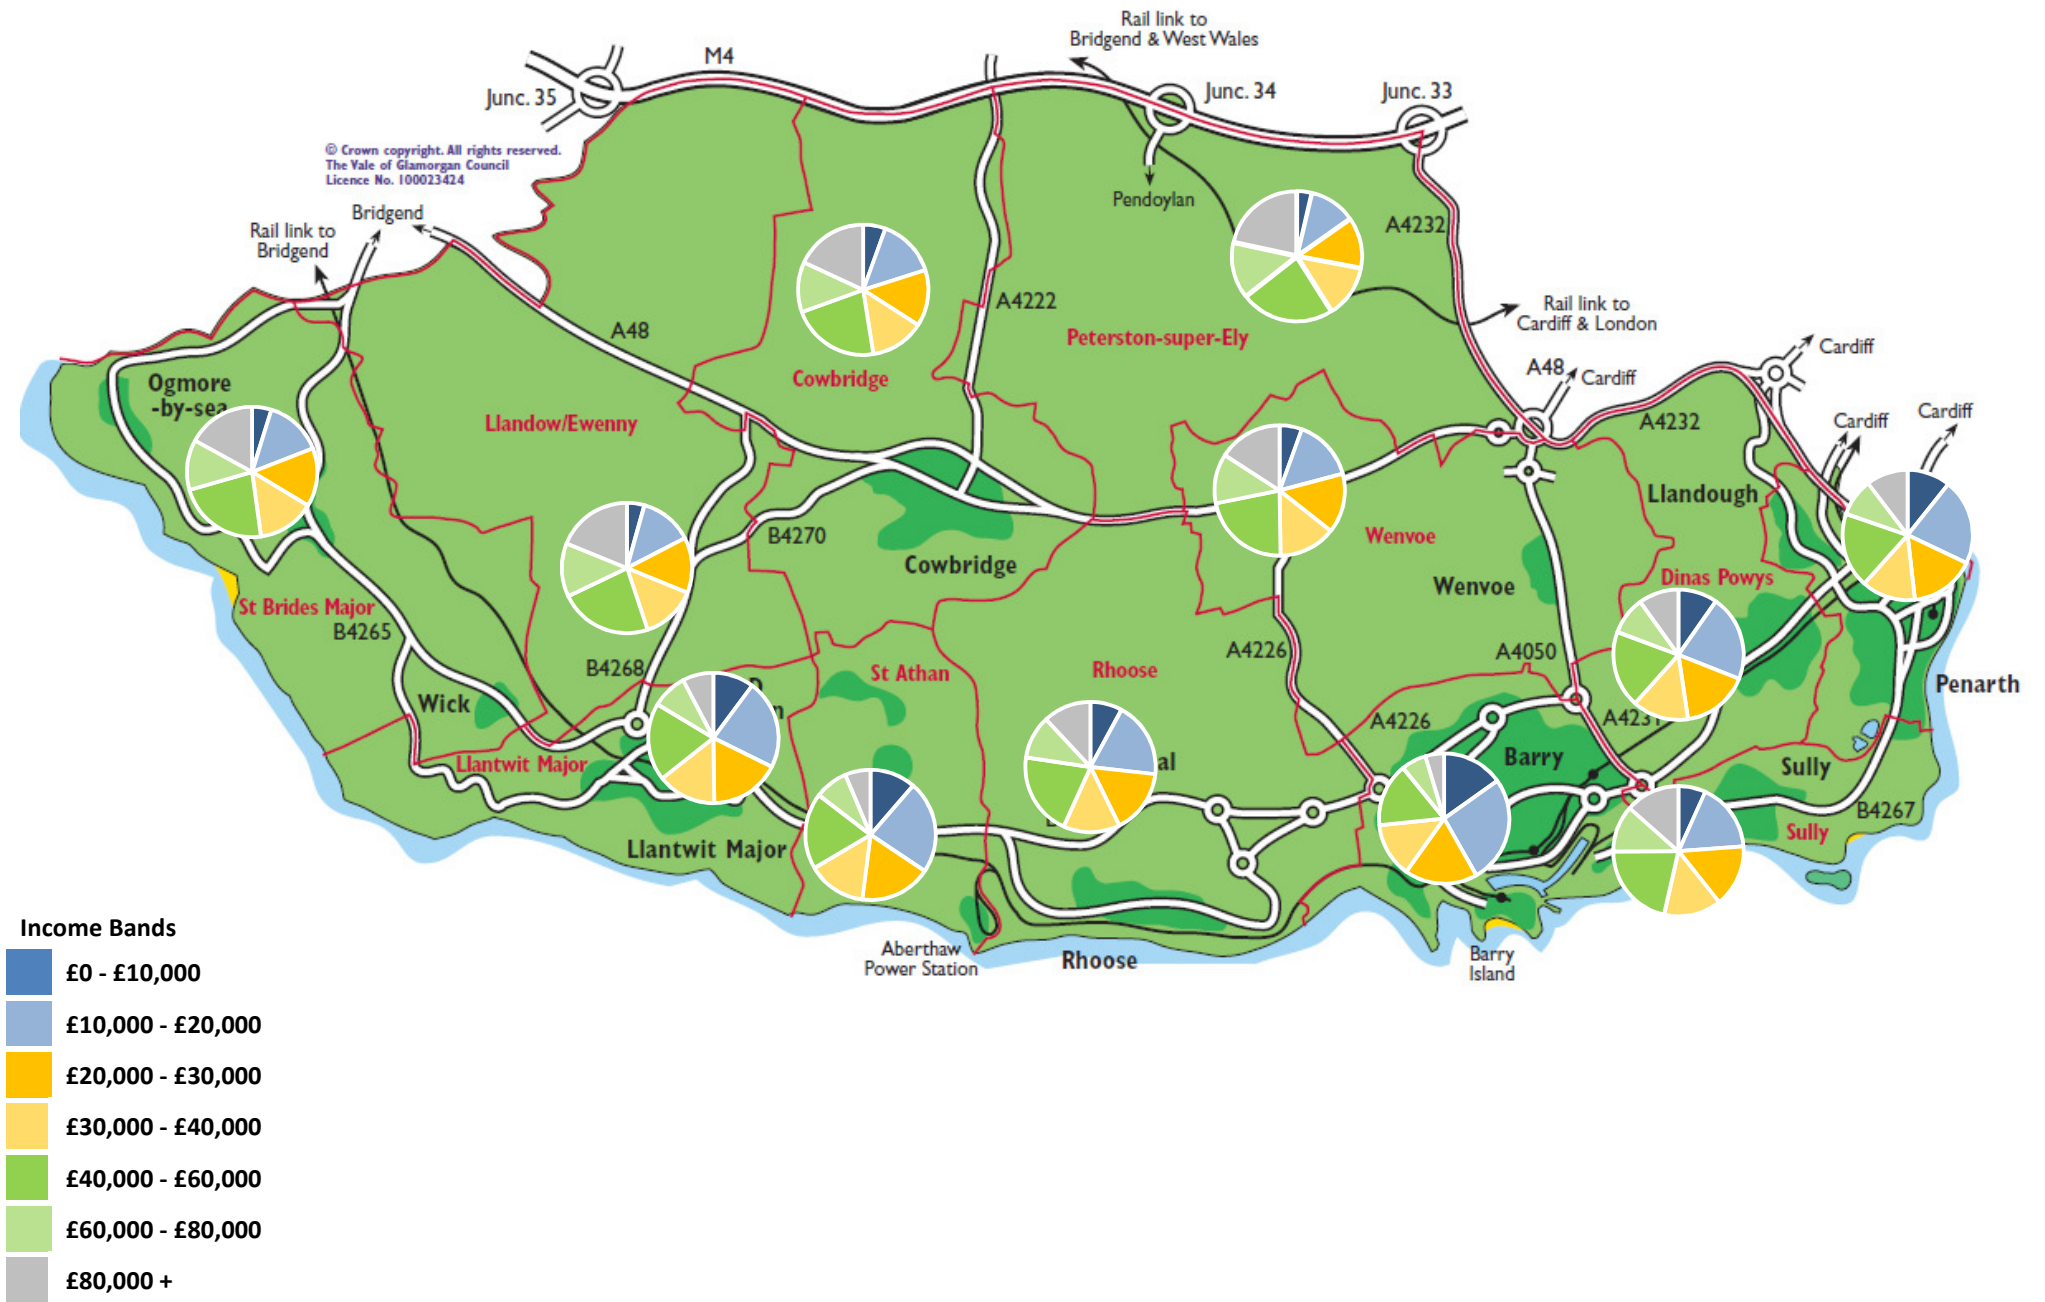 Rail link to
Bridgend & West Wales
M4
Junc. 35
Junc. 34
Junc. 33
© Crown copyright. All rights reserved.
The Vale of Glamorgan Council
Licence No. 100023424
Pendoylan
Bridgend
Rail link to
Bridgend
A4232
A4222
Rail link to
Cardiff & London
A48
Peterston-super-Ely
Cardiff
A48
Cardiff
Ogmore
-by-sea
Cowbridge
Llandow/Ewenny
A4232
Cardiff
Cardiff
Llandough
B4270
Wenvoe
Cowbridge
Wenvoe
Dinas Powys
St Brides Major
B4265
A4226
A4050
B4268
St Athan
Rhoose
Penarth
Wick
A4226
A4231
Llantwit Major
al
Barry
Sully
B4267
Sully
Llantwit Major
Aberthaw
Power Station
Rhoose
Barry
Island
Income Bands
£0 - £10,000
£10,000 - £20,000
£20,000 - £30,000
£30,000 - £40,000
£40,000 - £60,000
£60,000 - £80,000
£80,000 +